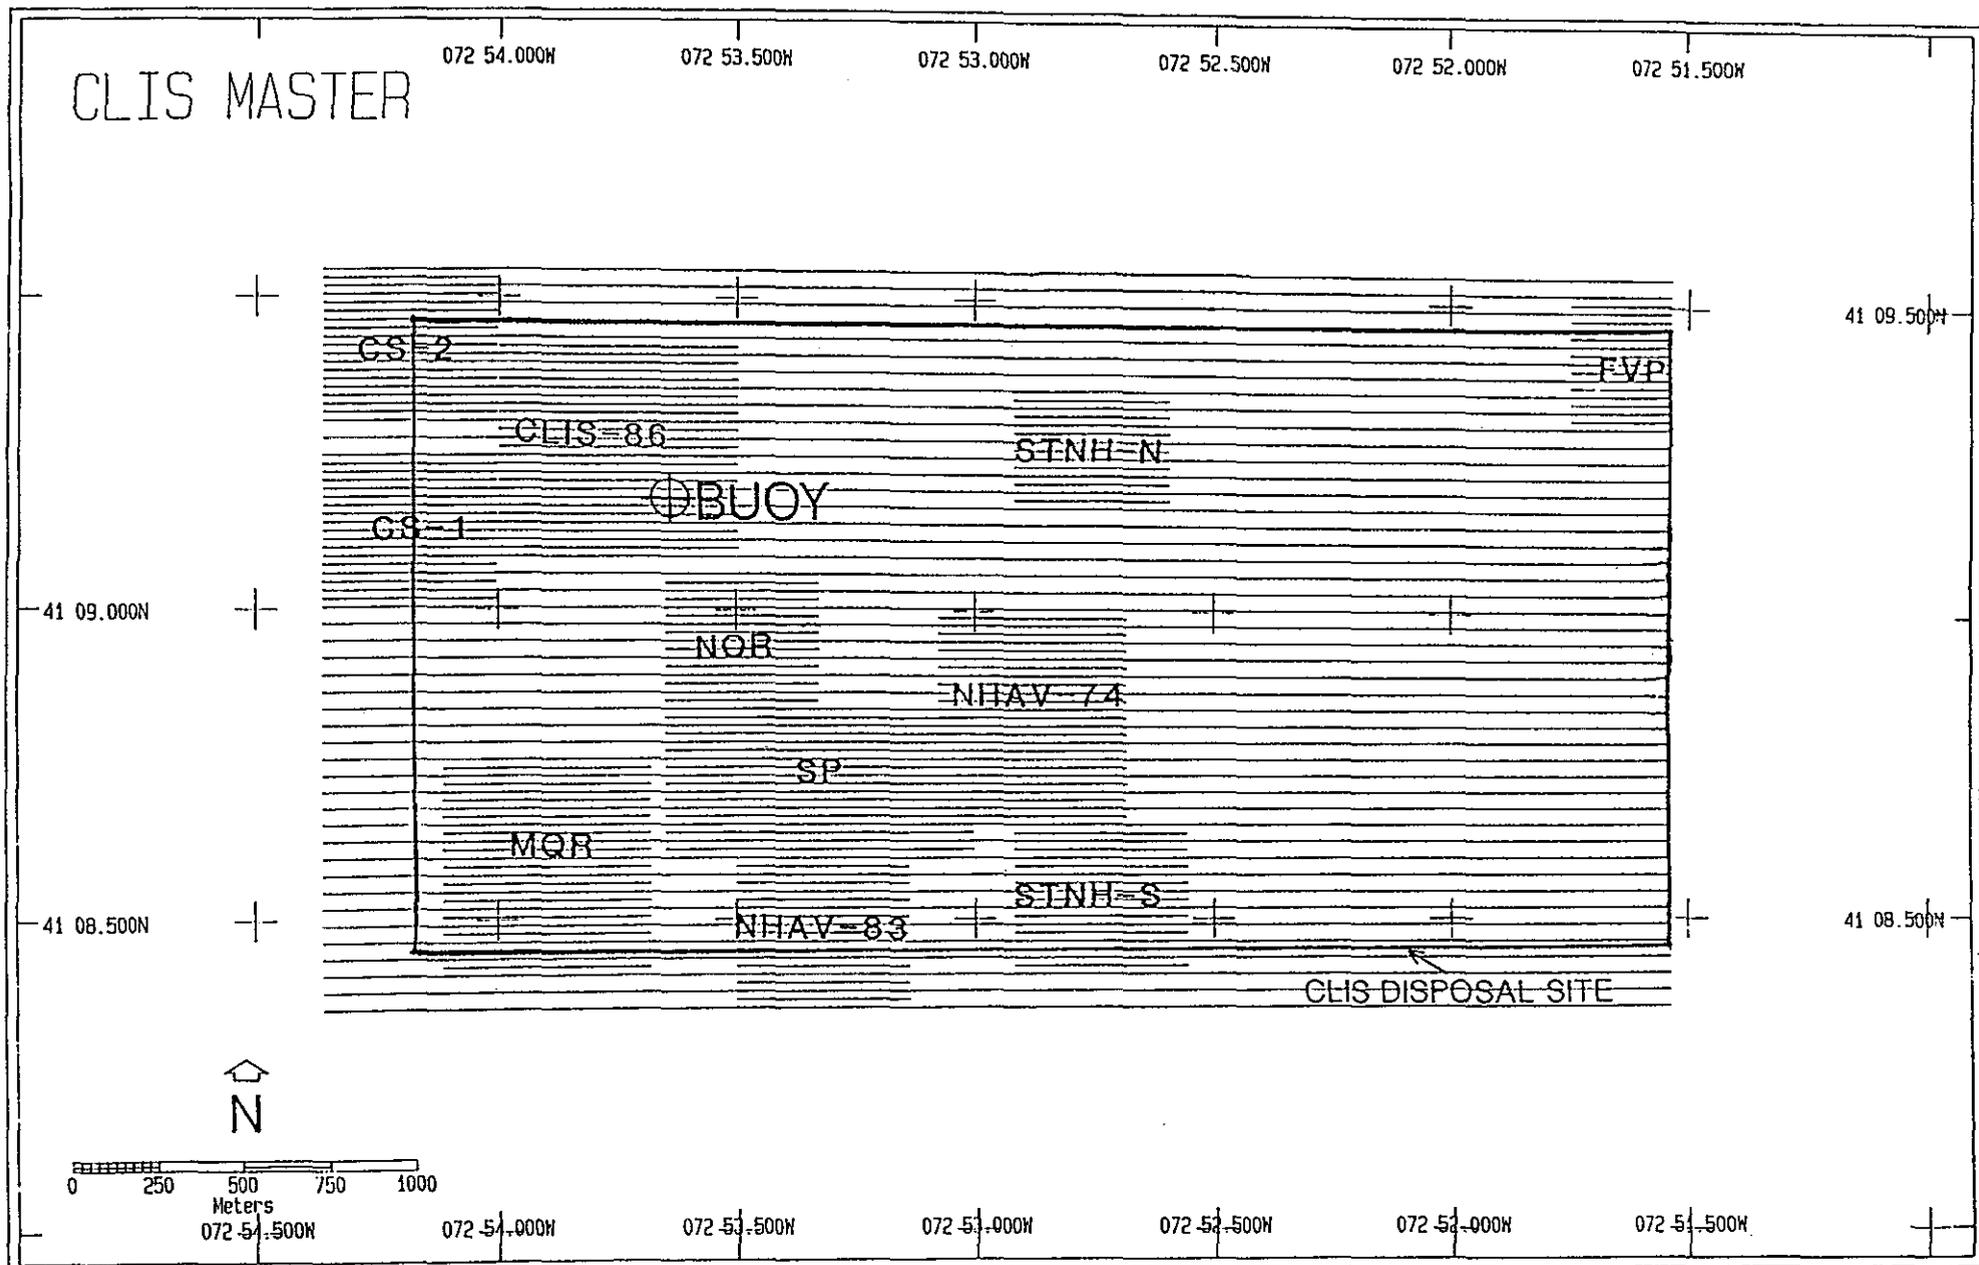 072 54.000W 072 53.500W 072 53.000W 072 52.500W 072 52.000W 072 51.500W
CLIS MASTER
41 09.500N
CS-2
FVP
CLIS-86
STNH-N
BUOY
CS-1
41 09.000N
NOR
NHAV-74
SP
MQR
STNH-S
41 08.500N
NHAV-83
41 08.500N
CLIS DISPOSAL SITE
N
0 250 500 750 1000
Meters
072 54.500W 072 54.000W 072 53.500W 072 53.000W 072 52.500W 072 52.000W 072 51.500W